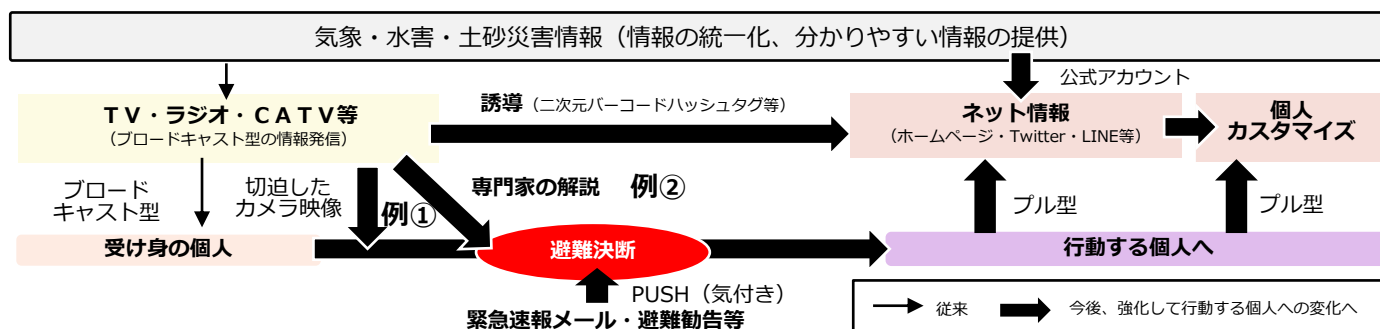 気象・水害・土砂災害情報（情報の統一化、分かりやすい情報の提供）
公式アカウント
ＴＶ・ラジオ・ＣＡＴＶ等
（ブロードキャスト型の情報発信）
誘導（二次元バーコードハッシュタグ等）
ネット情報
（ホームページ・Twitter・LINE等）
個人
カスタマイズ
ブロード
キャスト型
切迫した
カメラ映像
例①
専門家の解説　例②
プル型
プル型
受け身の個人
避難決断
行動する個人へ
PUSH（気付き）
緊急速報メール・避難勧告等
従来
今後、強化して行動する個人への変化へ